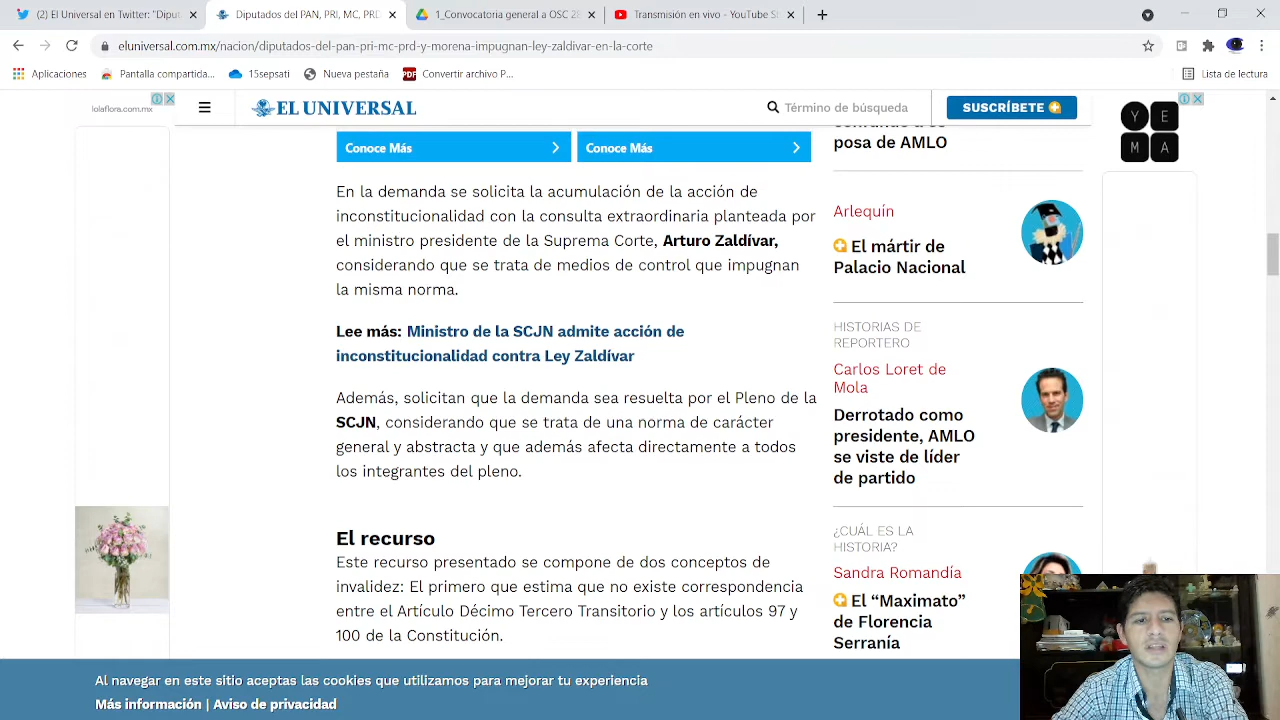 El PAN en Twitter: "Diput
Diputados del PAN, PRI, MC, PRD
1_Convocatoria general a OSC 2
Transmisión en vivo - YouTube S
eluniversal.com.mx/nacion/diputados-del-pan-pri-mc-prd-y-morena-impugnan-ley-zaldivar-en-la-corte
Aplicaciones
Pantalla compartida...
15sepsati
Nueva pestaña
PDF
Convertir archivo P...
Lista de lectura
lolaflora.com.mx
EL UNIVERSAL
Término de búsqueda
SUSCRÍBETE
YE
MA
Conoce Más
Conoce Más
En la demanda se solicita la acumulación de la acción de
inconstitucionalidad con la consulta extraordinaria planteada por
el ministro presidente de la Suprema Corte, Arturo Zaldívar,
considerando que se trata de medios de control que impugnan
la misma norma.
Lee más: Ministro de la SCJN admite acción de
inconstitucionalidad contra Ley Zaldívar
Además, solicitan que la demanda sea resuelta por el Pleno de la
SCJN, considerando que se trata de una norma de carácter
general y abstracta y que además afecta directamente a todos
los integrantes del pleno.
El recurso
Este recurso presentado se compone de dos conceptos de
invalidez: El primero que estima que no existe correspondencia
entre el Artículo Décimo Tercero Transitorio y los artículos 97 y
100 de la Constitución.
posa de AMLO
Arlequín
El mártir de
Palacio Nacional
HISTORIAS DE
REPORTERO
Carlos Loret de
Mola
Derrotado como
presidente, AMLO
se viste de líder
de partido
¿CUÁL ES LA
HISTORIA?
Sandra Romandía
El “Maximato”
de Florencia
Serranía
Al navegar en este sitio aceptas las cookies que utilizamos para mejorar tu experiencia
Más información | Aviso de privacidad